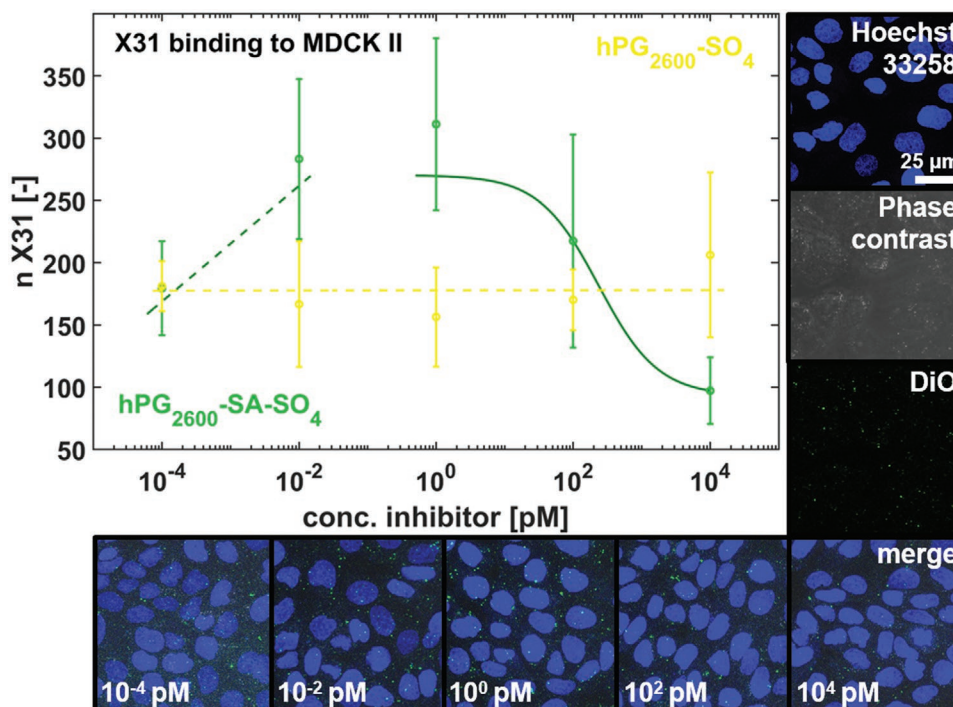 X31 binding to MDCK II
hPG₂₆₀₀-SO₄
hPG₂₆₀₀-SA-SO₄
n X31 [-]
350
300
250
200
150
100
50
10⁻⁴
10⁻²
10⁰
10²
10⁴
conc. inhibitor [pM]
Hoechst
33258
25 µm
Phase
contrast
DiO
merge
10⁻⁴ pM
10⁻² pM
10⁰ pM
10² pM
10⁴ pM